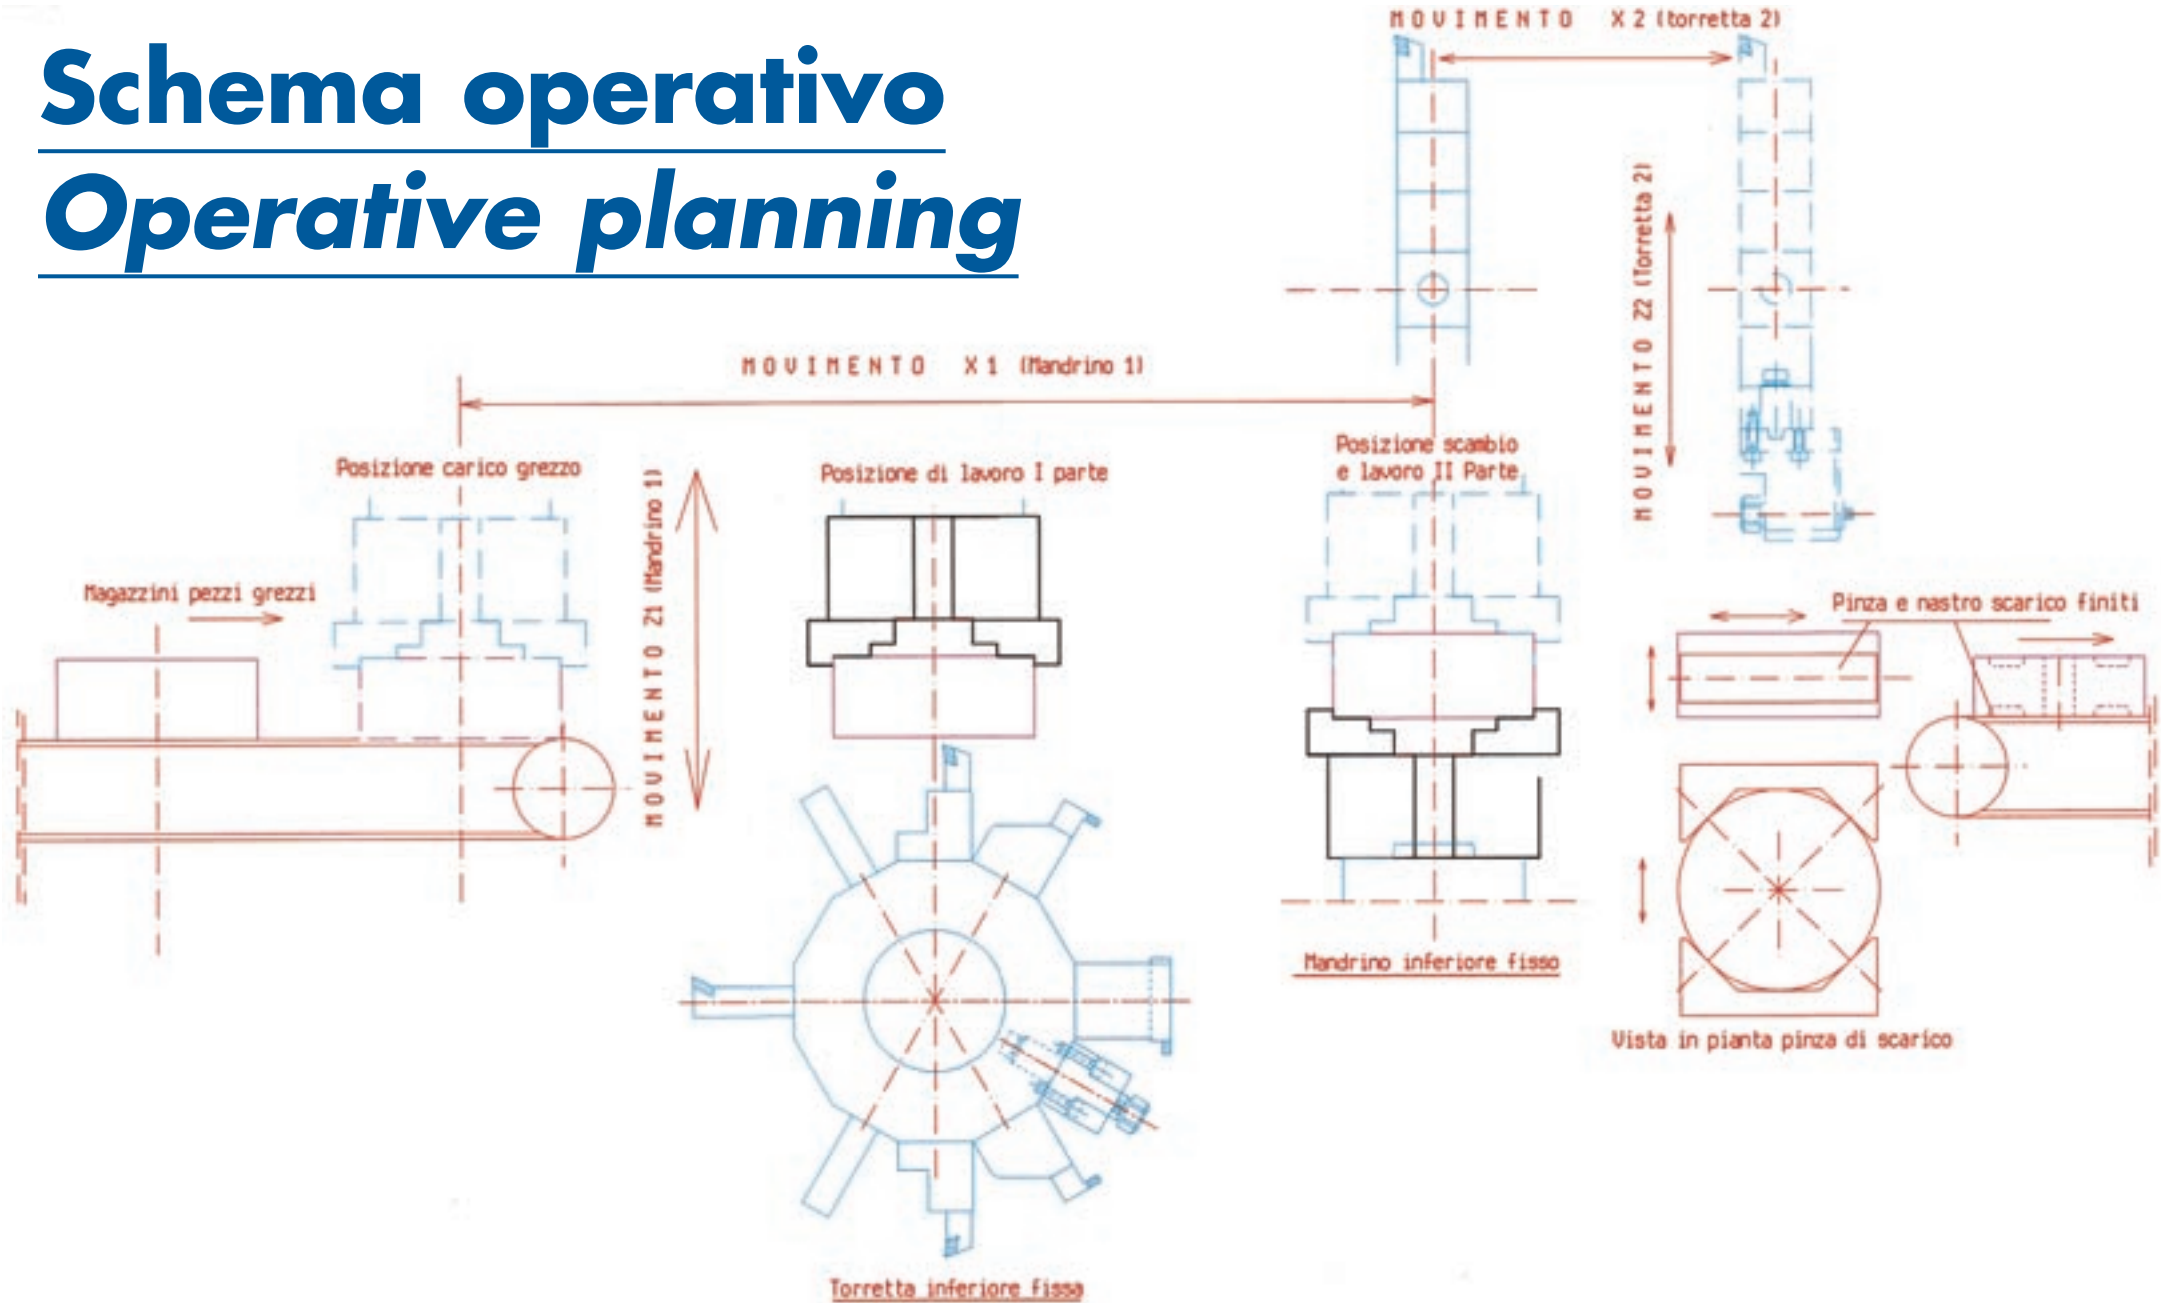 Schema operativo
Operative planning
MOVIMENTO X2 (torretta 2)
MOVIMENTO Z2 (Torretta 2)
MOVIMENTO X1 (Mandrino 1)
Posizione carico grezzo
MOVIMENTO Z1 (Mandrino 1)
Posizione di lavoro I parte
Posizione scambio
e lavoro II Parte
Magazzini pezzi grezzi
Pinza e nastro scarico finiti
Mandrino inferiore fisso
Vista in pianta pinza di scarico
Torretta inferiore fissa